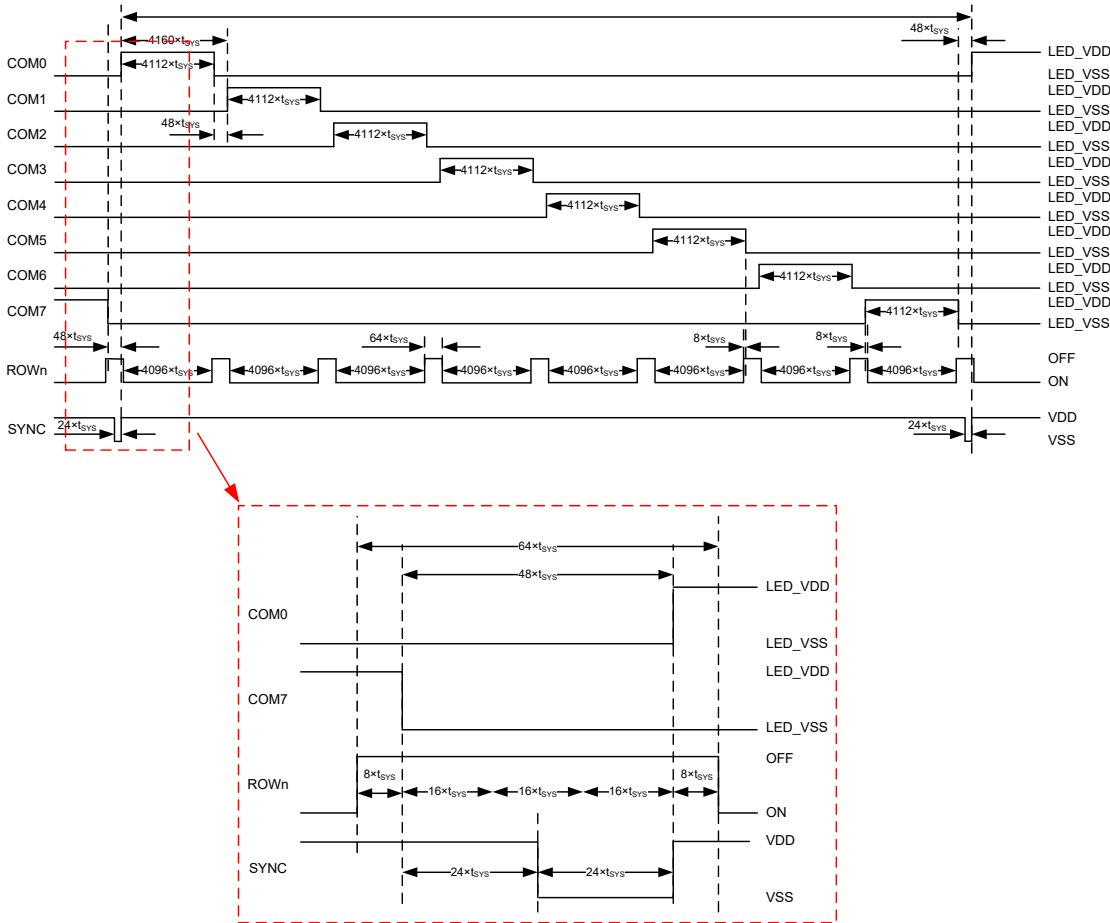 4160×tSYS 48×tSYS
COM0 4112×tSYS LED_VDD
LED_VSS
COM1 4112×tSYS LED_VDD
LED_VSS
48×tSYS
COM2 4112×tSYS LED_VDD
LED_VSS
COM3 4112×tSYS LED_VDD
LED_VSS
COM4 4112×tSYS LED_VDD
LED_VSS
COM5 4112×tSYS LED_VDD
LED_VSS
COM6 4112×tSYS LED_VDD
LED_VSS
COM7 4112×tSYS LED_VDD
LED_VSS
48×tSYS 64×tSYS 8×tSYS 8×tSYS
ROWn 4096×tSYS 4096×tSYS 4096×tSYS 4096×tSYS 4096×tSYS 4096×tSYS 4096×tSYS 4096×tSYS OFF
ON
SYNC 24×tSYS 24×tSYS VDD
VSS
64×tSYS
48×tSYS
COM0 LED_VDD
LED_VSS
COM7 LED_VDD
LED_VSS
ROWn OFF
8×tSYS 16×tSYS 16×tSYS 16×tSYS 8×tSYS
ON
SYNC VDD
24×tSYS 24×tSYS
VSS